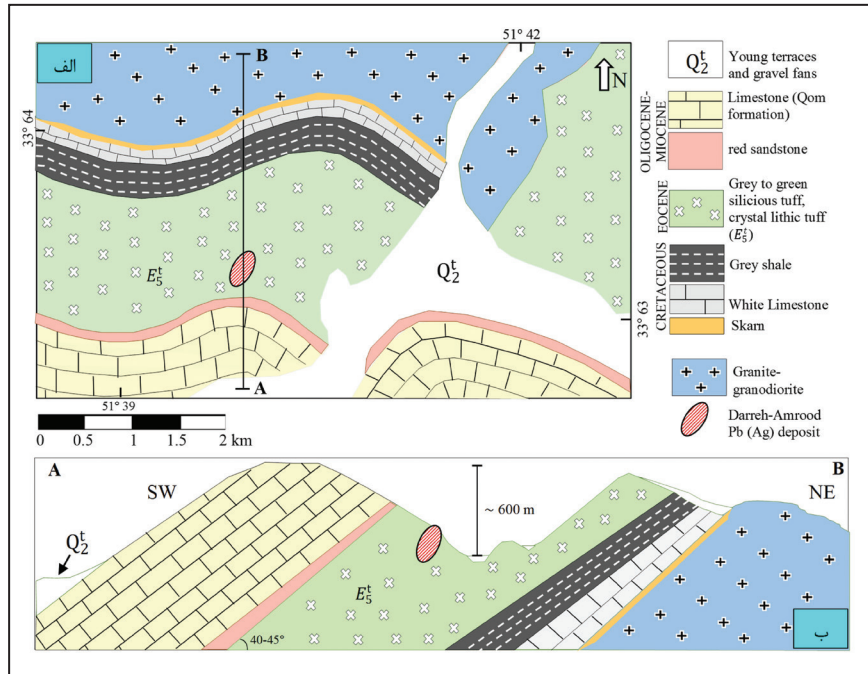 الف
B
51° 42
N
33° 64
E₅ᵗ
Q₂ᵗ
33° 63
A
51° 39
0 0.5 1 1.5 2 km
Q₂ᵗ
Young terraces
and gravel fans
OLIGOCENE-
MIOCENE
Limestone (Qom
formation)
red sandstone
EOCENE
Grey to green
silicious tuff,
crystal lithic tuff
(E₅ᵗ)
CRETACEOUS
Grey shale
White Limestone
Skarn
Granite-
granodiorite
Darreh-Amrood
Pb (Ag) deposit
A
SW
B
NE
~ 600 m
Q₂ᵗ
E₅ᵗ
40-45°
ب